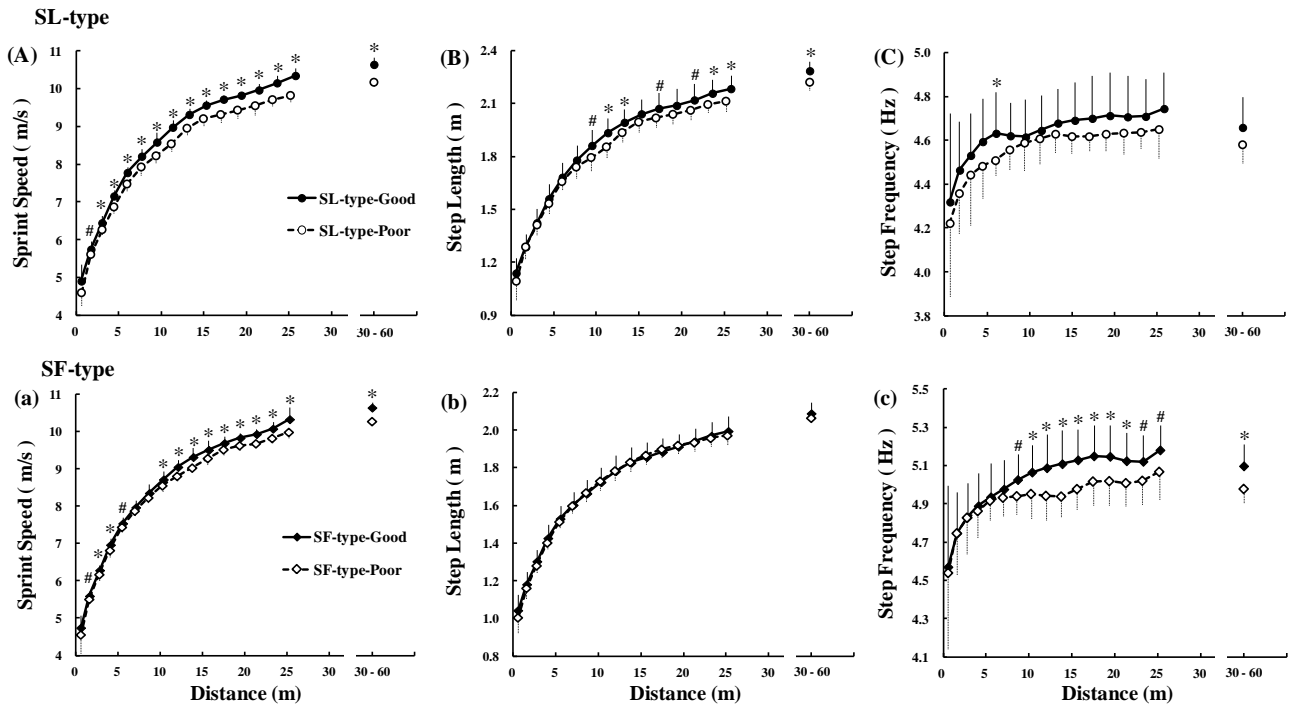 SL-type
(A)
11
10
9
8
7
6
5
4
Sprint Speed ( m/s )
# * * * * * * * * * * * * *
*
SL-type-Good
SL-type-Poor
0 5 10 15 20 25 30 30 - 60
(B)
2.4
2.1
1.8
1.5
1.2
0.9
Step Length ( m )
# * * # # * *
*
0 5 10 15 20 25 30 30 - 60
(C)
5.0
4.8
4.6
4.4
4.2
4.0
3.8
Step Frequency ( Hz )
*
0 5 10 15 20 25 30 30 - 60
SF-type
(a)
11
10
9
8
7
6
5
4
Sprint Speed ( m/s )
# * * # * * * * * * * * *
*
SF-type-Good
SF-type-Poor
0 5 10 15 20 25 30 30 - 60
Distance (m)
(b)
2.2
2.0
1.8
1.6
1.4
1.2
1.0
0.8
Step Length ( m )
0 5 10 15 20 25 30 30 - 60
Distance (m)
(c)
5.5
5.3
5.1
4.9
4.7
4.5
4.3
4.1
Step Frequency ( Hz )
# * * * * * * * # #
*
0 5 10 15 20 25 30 30 - 60
Distance (m)